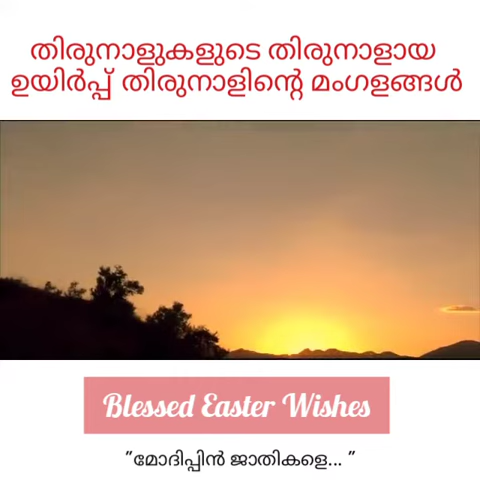 തിരുനാളുകളുടെ തിരുനാളായ
ഉയിർപ്പ് തിരുനാളിന്റെ മംഗളങ്ങൾ
Blessed Easter Wishes
"മോദിപ്പിൻ ജാതികളെ... "